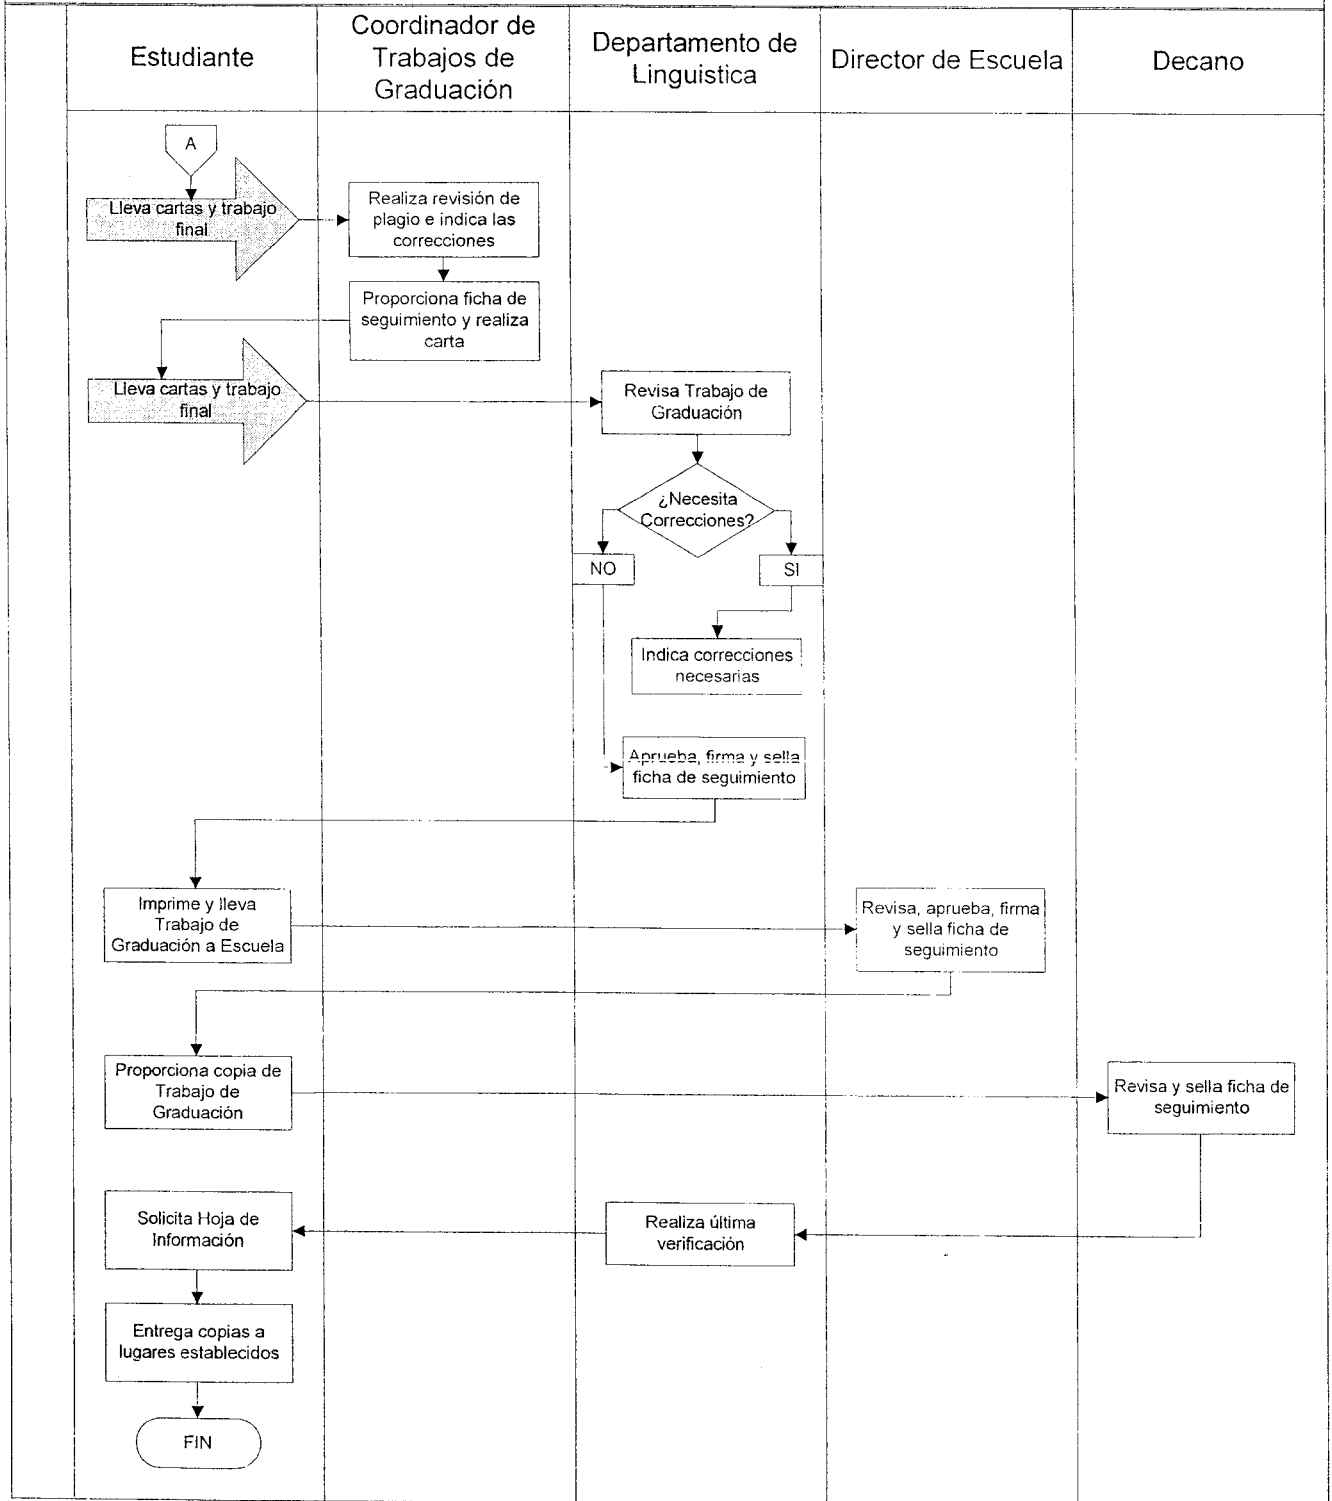 Estudiante
Coordinador de
Trabajos de
Graduación
Departamento de
Linguistica
Director de Escuela
Decano
A
Lleva cartas y trabajo
final
Realiza revisión de
plagio e indica las
correcciones
Proporciona ficha de
seguimiento y realiza
carta
Lleva cartas y trabajo
final
Revisa Trabajo de
Graduación
¿Necesita
Correcciones?
NO
SI
Indica correcciones
necesarias
Aprueba, firma y sella
ficha de seguimiento
Imprime y lleva
Trabajo de
Graduación a Escuela
Revisa, aprueba, firma
y sella ficha de
seguimiento
Proporciona copia de
Trabajo de
Graduación
Revisa y sella ficha de
seguimiento
Solicita Hoja de
Información
Realiza última
verificación
Entrega copias a
lugares establecidos
FIN